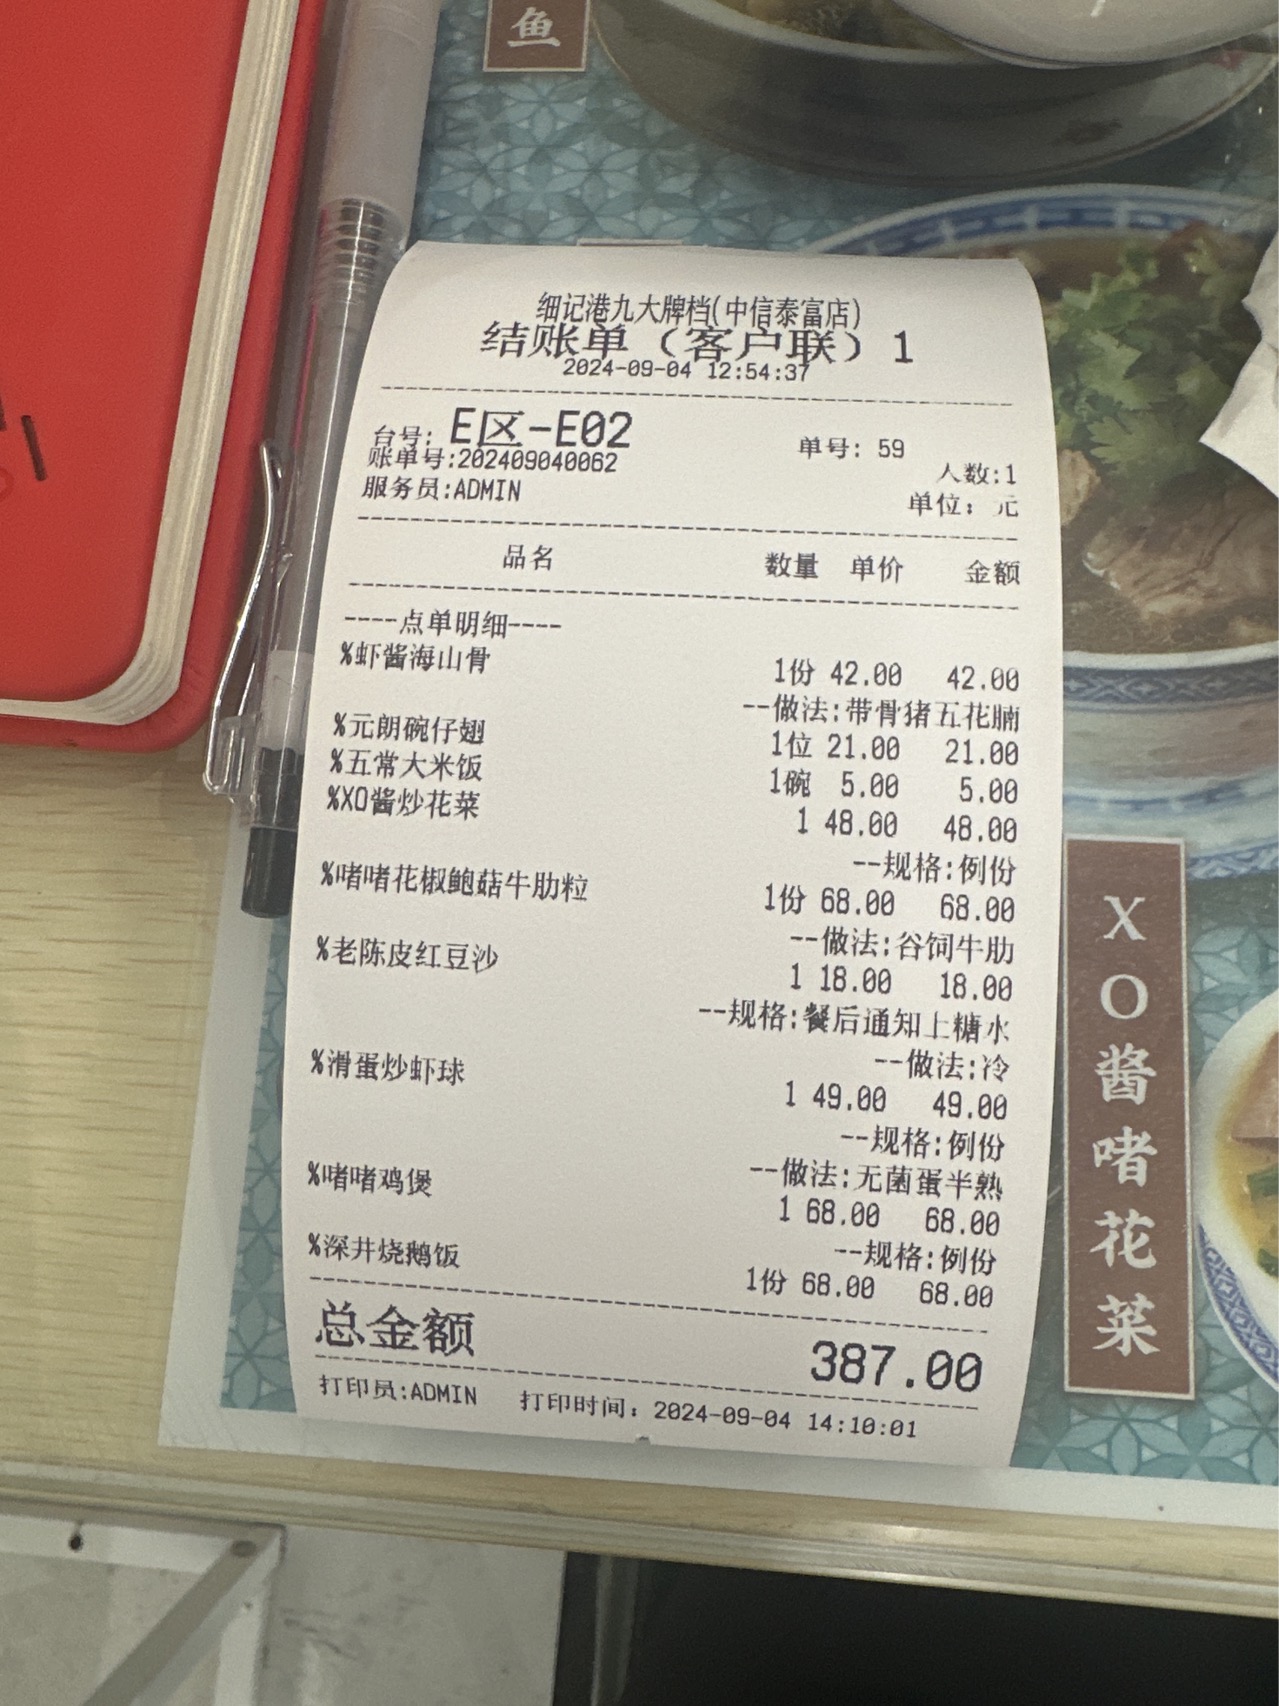 鱼
细记港九大牌档(中信泰富店)
结账单（客户联）1
2024-09-04 12:54:37
台号: E区-E02 单号: 59
账单号:202409040062 人数:1
服务员:ADMIN 单位: 元
品名 数量 单价 金额
----点单明细----
%虾酱海山骨 1份 42.00 42.00
--做法:带骨猪五花腩
%元朗碗仔翅 1位 21.00 21.00
%五常大米饭 1碗 5.00 5.00
%XO酱炒花菜 1 48.00 48.00
--规格:例份
%啫啫花椒鲍菇牛肋粒 1份 68.00 68.00
--做法:谷饲牛肋
%老陈皮红豆沙 1 18.00 18.00
--规格:餐后通知上糖水
--做法:冷
%滑蛋炒虾球 1 49.00 49.00
--规格:例份
--做法:无菌蛋半熟
%啫啫鸡煲 1 68.00 68.00
--规格:例份
%深井烧鹅饭 1份 68.00 68.00
总金额 387.00
打印员:ADMIN 打印时间: 2024-09-04 14:10:01
XO酱啫花菜